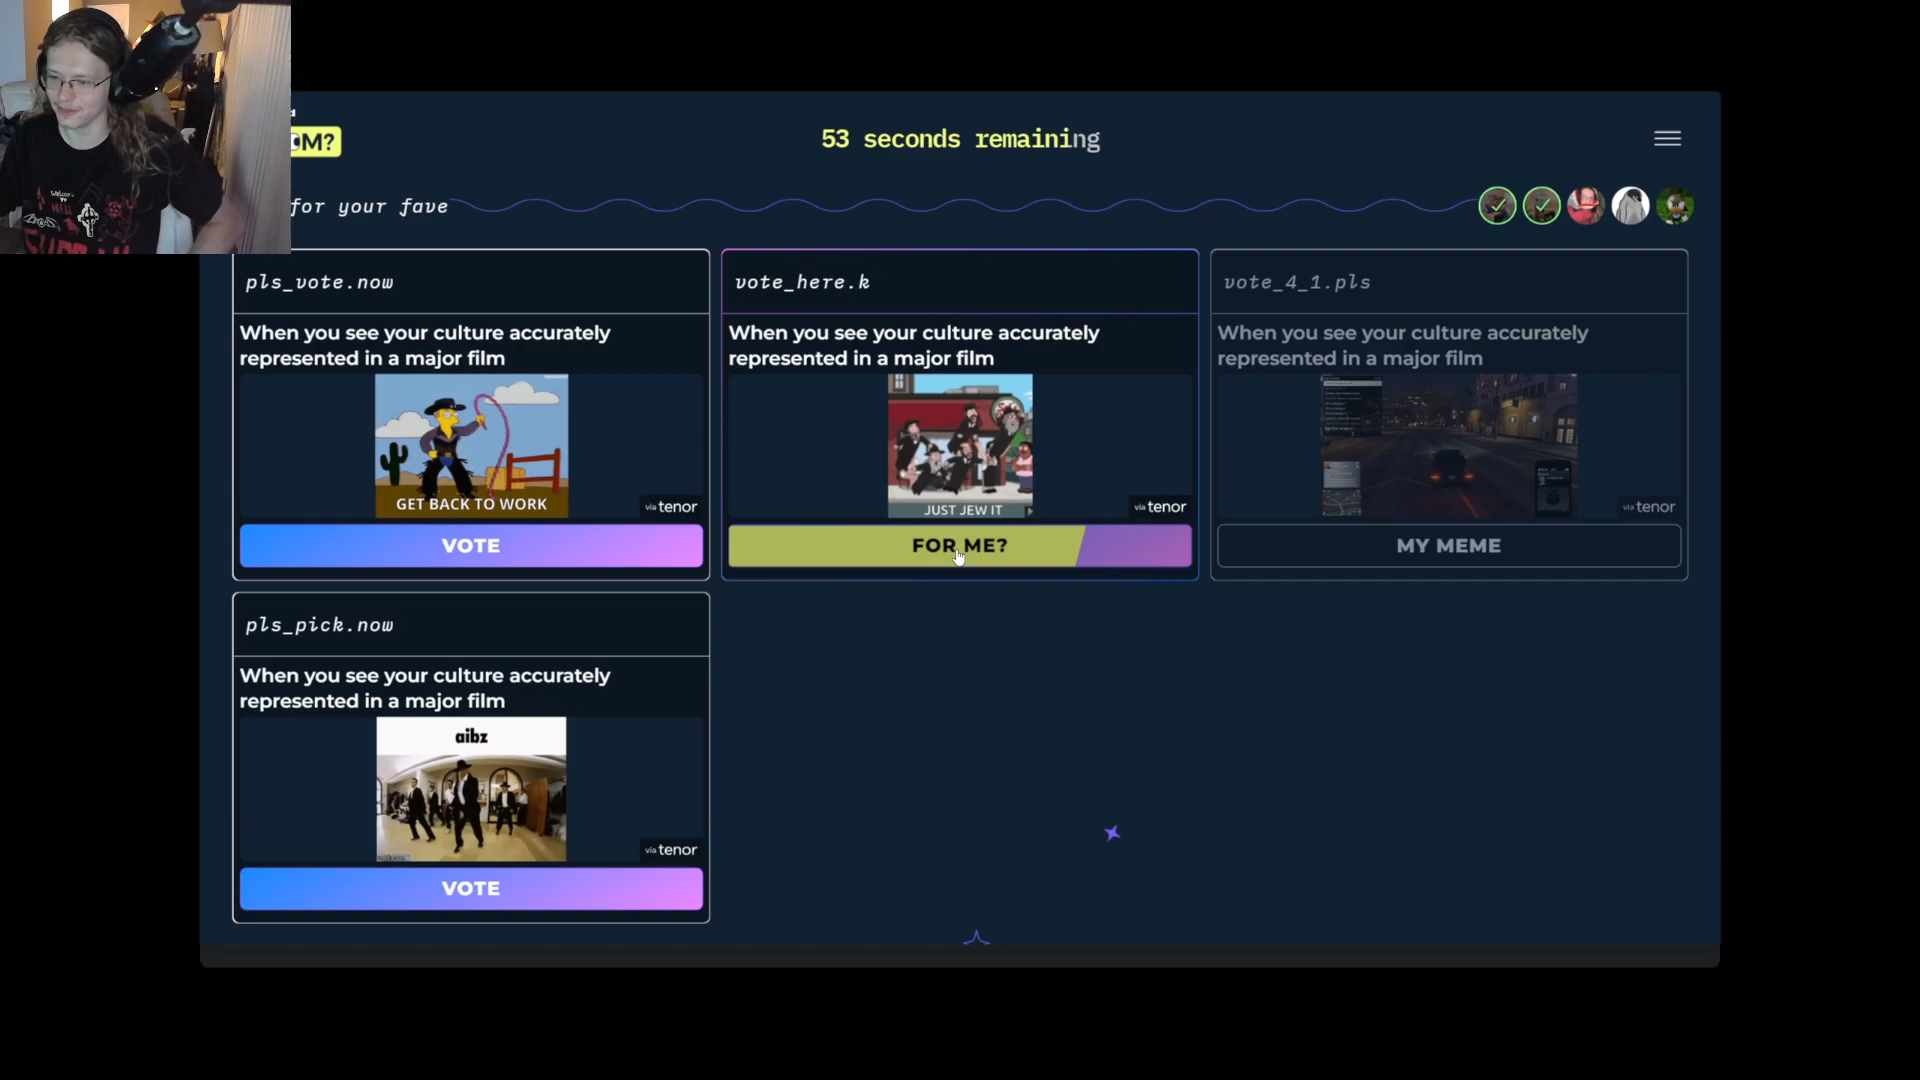 M?
53 seconds remaining
for your fave
pls_vote.now
When you see your culture accurately
represented in a major film
GET BACK TO WORK
via tenor
VOTE
vote_here.k
When you see your culture accurately
represented in a major film
JUST JEW IT
via tenor
FOR ME?
vote_4_1.pls
When you see your culture accurately
represented in a major film
via tenor
MY MEME
pls_pick.now
When you see your culture accurately
represented in a major film
aibz
via tenor
VOTE